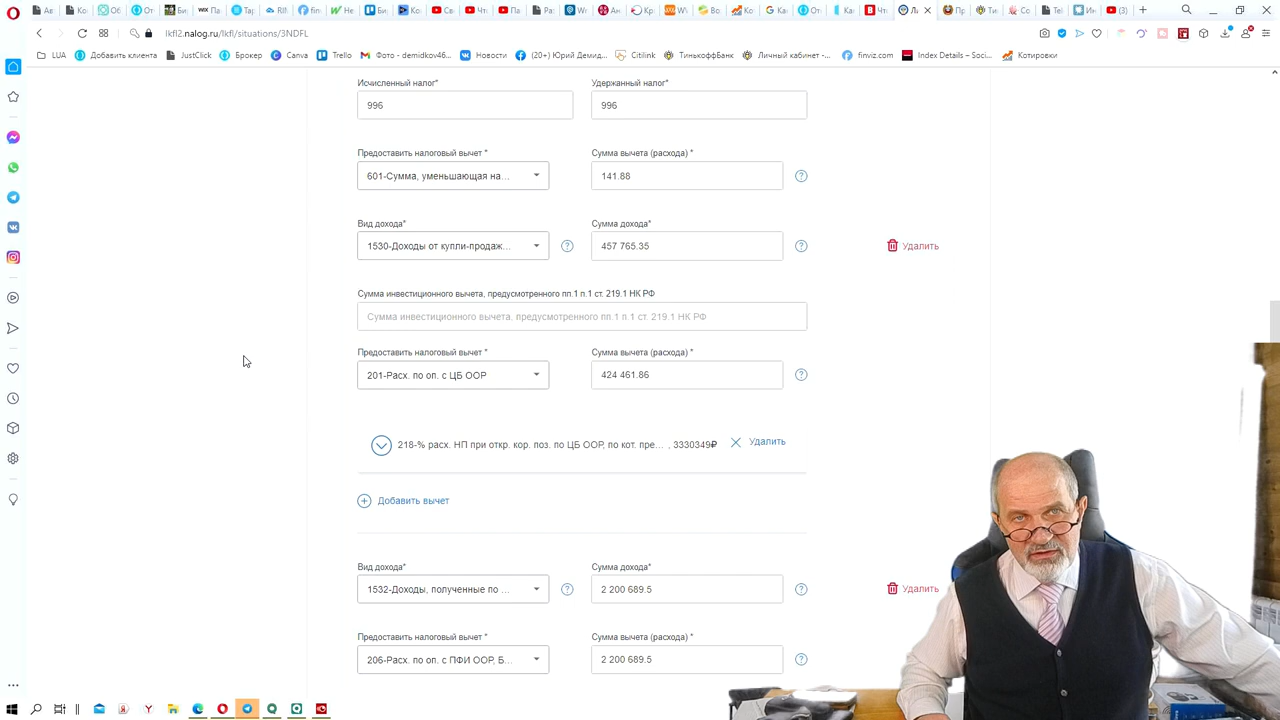 lkfl2.nalog.ru/lkfl/situations/3NDFL
LUA Добавить клиента JustClick Брокер Canva Trello Фото - demidkov46... Новости (20+) Юрий Демид... Citilink ТинькоффБанк Личный кабинет -... finviz.com Index Details – Soci... Котировки
Исчисленный налог* Удержанный налог*
996 996
Предоставить налоговый вычет * Сумма вычета (расхода) *
601-Сумма, уменьшающая на... 141.88
Вид дохода* Сумма дохода*
1530-Доходы от купли-продаж... 457 765.35 Удалить
Сумма инвестиционного вычета, предусмотренного пп.1 п.1 ст. 219.1 НК РФ
Сумма инвестиционного вычета, предусмотренного пп.1 п.1 ст. 219.1 НК РФ
Предоставить налоговый вычет * Сумма вычета (расхода) *
201-Расх. по оп. с ЦБ ООР 424 461.86
218-% расх. НП при откр. кор. поз. по ЦБ ООР, по кот. пре... , 3330349₽ Удалить
Добавить вычет
Вид дохода* Сумма дохода*
1532-Доходы, полученные по ... 2 200 689.5 Удалить
Предоставить налоговый вычет * Сумма вычета (расхода) *
206-Расх. по оп. с ПФИ ООР, Б... 2 200 689.5